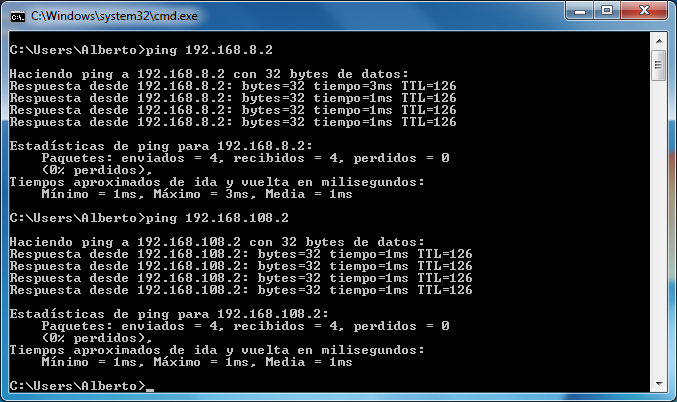 C:\Windows\system32\cmd.exe
C:\Users\Alberto>ping 192.168.8.2
Haciendo ping a 192.168.8.2 con 32 bytes de datos:
Respuesta desde 192.168.8.2: bytes=32 tiempo=3ms TTL=126
Respuesta desde 192.168.8.2: bytes=32 tiempo=1ms TTL=126
Respuesta desde 192.168.8.2: bytes=32 tiempo=1ms TTL=126
Respuesta desde 192.168.8.2: bytes=32 tiempo=1ms TTL=126
Estadísticas de ping para 192.168.8.2:
Paquetes: enviados = 4, recibidos = 4, perdidos = 0
(0% perdidos),
Tiempos aproximados de ida y vuelta en milisegundos:
Mínimo = 1ms, Máximo = 3ms, Media = 1ms
C:\Users\Alberto>ping 192.168.108.2
Haciendo ping a 192.168.108.2 con 32 bytes de datos:
Respuesta desde 192.168.108.2: bytes=32 tiempo=1ms TTL=126
Respuesta desde 192.168.108.2: bytes=32 tiempo=1ms TTL=126
Respuesta desde 192.168.108.2: bytes=32 tiempo=1ms TTL=126
Respuesta desde 192.168.108.2: bytes=32 tiempo=1ms TTL=126
Estadísticas de ping para 192.168.108.2:
Paquetes: enviados = 4, recibidos = 4, perdidos = 0
(0% perdidos),
Tiempos aproximados de ida y vuelta en milisegundos:
Mínimo = 1ms, Máximo = 1ms, Media = 1ms
C:\Users\Alberto>_